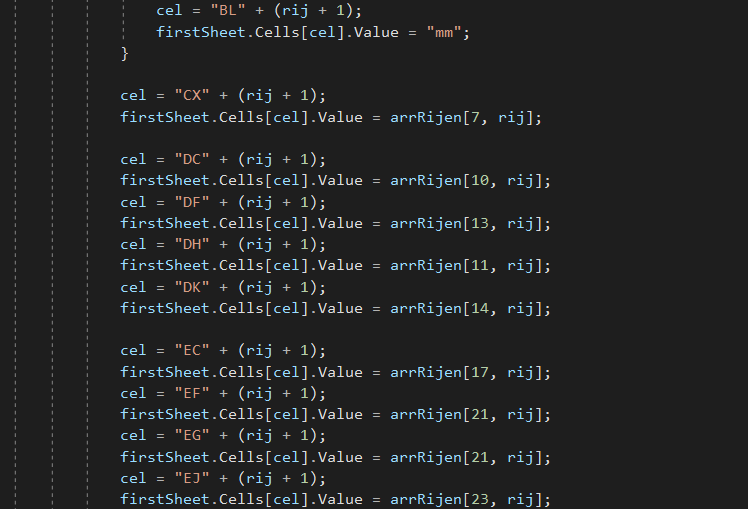 cel = "BL" + (rij + 1);
firstSheet.Cells[cel].Value = "mm";
}
cel = "CX" + (rij + 1);
firstSheet.Cells[cel].Value = arrRijen[7, rij];
cel = "DC" + (rij + 1);
firstSheet.Cells[cel].Value = arrRijen[10, rij];
cel = "DF" + (rij + 1);
firstSheet.Cells[cel].Value = arrRijen[13, rij];
cel = "DH" + (rij + 1);
firstSheet.Cells[cel].Value = arrRijen[11, rij];
cel = "DK" + (rij + 1);
firstSheet.Cells[cel].Value = arrRijen[14, rij];
cel = "EC" + (rij + 1);
firstSheet.Cells[cel].Value = arrRijen[17, rij];
cel = "EF" + (rij + 1);
firstSheet.Cells[cel].Value = arrRijen[21, rij];
cel = "EG" + (rij + 1);
firstSheet.Cells[cel].Value = arrRijen[21, rij];
cel = "EJ" + (rij + 1);
firstSheet.Cells[cel].Value = arrRijen[23, rij];